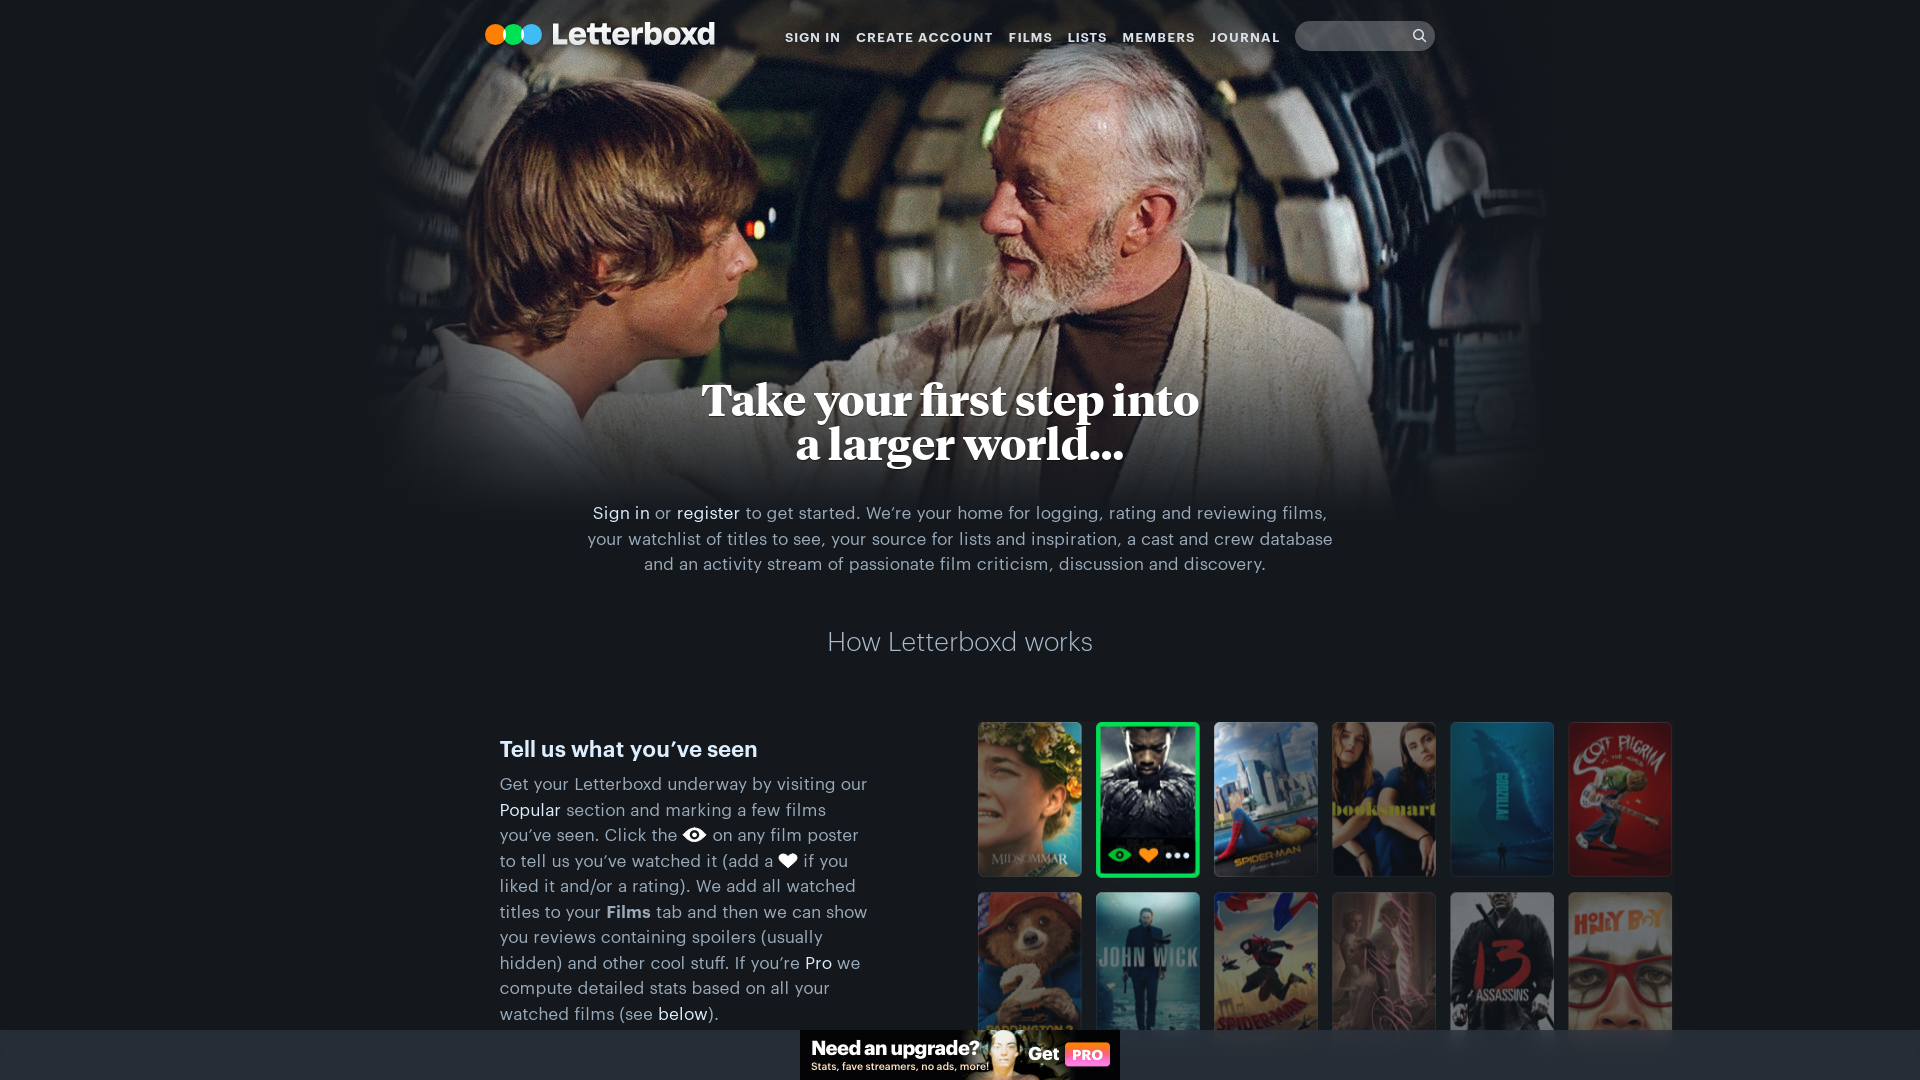 Letterboxd
SIGN IN CREATE ACCOUNT FILMS LISTS MEMBERS JOURNAL
Take your first step into
a larger world...
Sign in or register to get started. We’re your home for logging, rating and reviewing films,
your watchlist of titles to see, your source for lists and inspiration, a cast and crew database
and an activity stream of passionate film criticism, discussion and discovery.
How Letterboxd works
Tell us what you’ve seen
Get your Letterboxd underway by visiting our
Popular section and marking a few films
you’ve seen. Click the on any film poster
to tell us you’ve watched it (add a if you
liked it and/or a rating). We add all watched
titles to your Films tab and then we can show
you reviews containing spoilers (usually
hidden) and other cool stuff. If you’re Pro we
compute detailed stats based on all your
watched films (see below).
MIDSOMMAR
SPIDER-MAN
booksmart
GODZILLA
SCOTT PILGRIM
VS. THE WORLD
PADDINGTON 2
JOHN WICK
SPIDER-MAN
The Beguiled
13
ASSASSINS
HONEY BOY
Need an upgrade?
Stats, fave streamers, no ads, more!
Get PRO